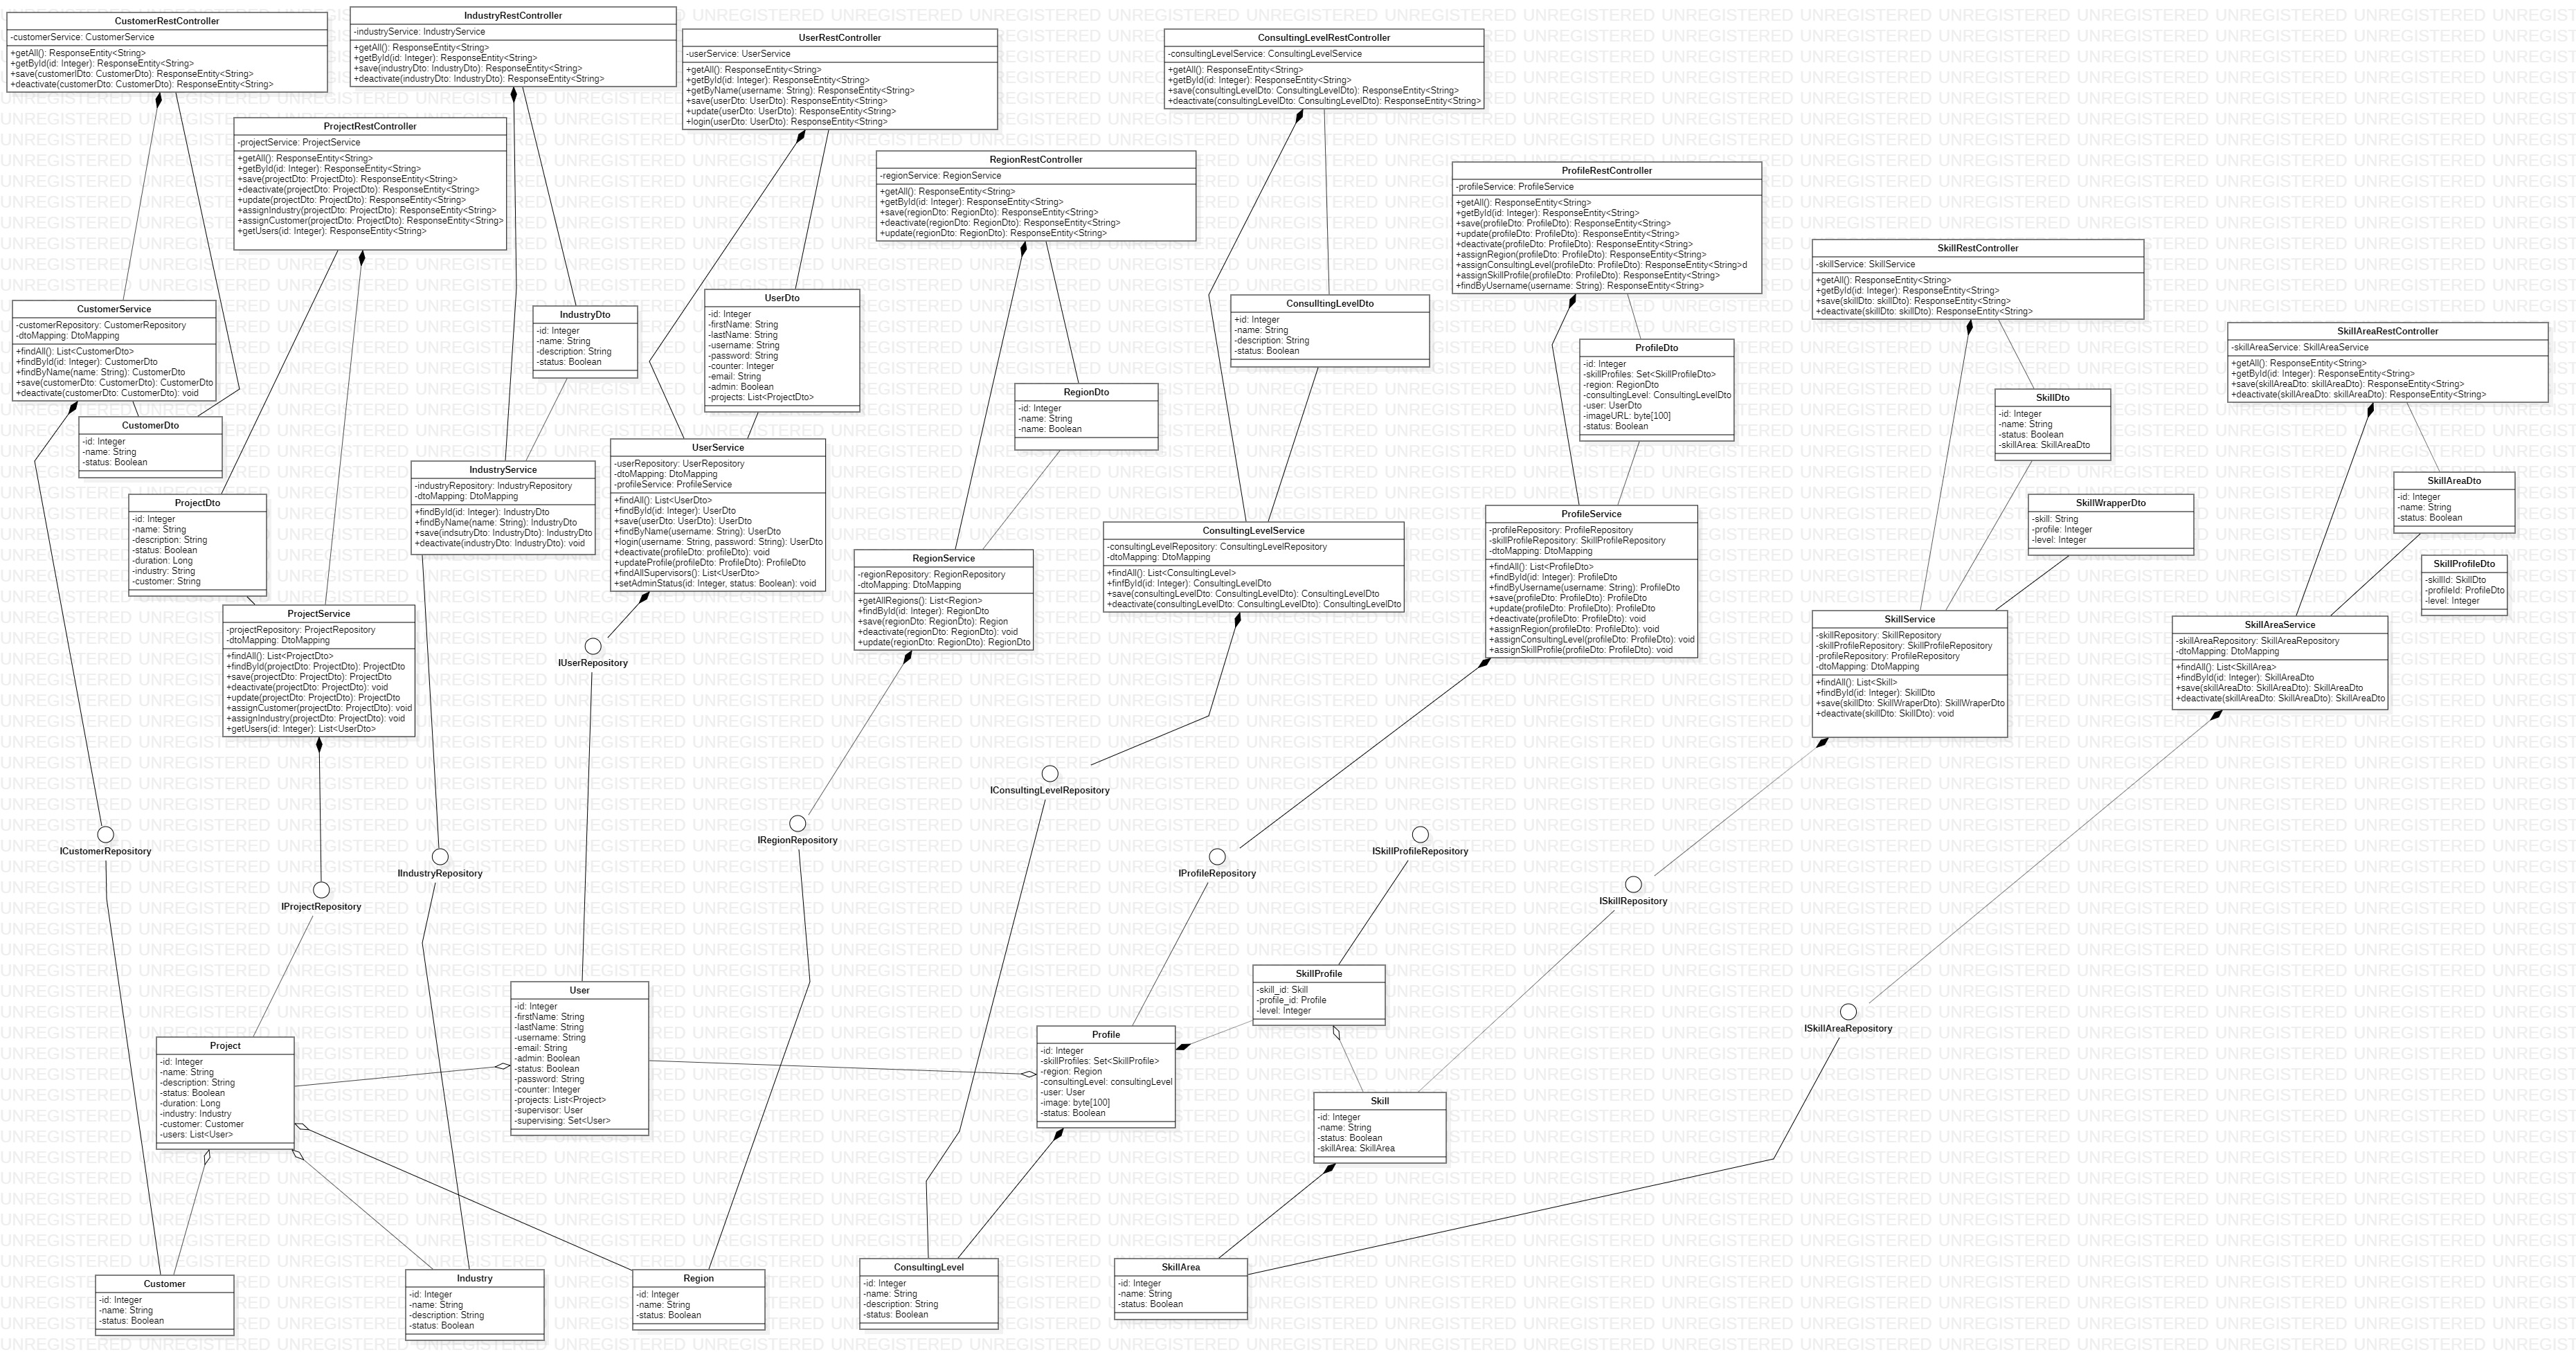 CustomerRestController
-customerService: CustomerService
+getAll(): ResponseEntity<String>
+getById(id: Integer): ResponseEntity<String>
+save(customerlDto: CustomerDto): ResponseEntity<String>
+deactivate(customerDto: CustomerDto): ResponseEntity<String>
IndustryRestController
-industryService: IndustryService
+getAll(): ResponseEntity<String>
+getById(id: Integer): ResponseEntity<String>
+save(industryDto: IndustryDto): ResponseEntity<String>
+deactivate(industryDto: IndustryDto): ResponseEntity<String>
UserRestController
-userService: UserService
+getAll(): ResponseEntity<String>
+getById(id: Integer): ResponseEntity<String>
+getByName(username: String): ResponseEntity<String>
+save(userDto: UserDto): ResponseEntity<String>
+update(userDto: UserDto): ResponseEntity<String>
+login(userDto: UserDto): ResponseEntity<String>
ConsultingLevelRestController
-consultingLevelService: ConsultingLevelService
+getAll(): ResponseEntity<String>
+getById(id: Integer): ResponseEntity<String>
+save(consultingLevelDto: ConsultingLevelDto): ResponseEntity<String>
+deactivate(consultingLevelDto: ConsultingLevelDto): ResponseEntity<String>
ProjectRestController
-projectService: ProjectService
+getAll(): ResponseEntity<String>
+getById(id: Integer): ResponseEntity<String>
+save(projectDto: ProjectDto): ResponseEntity<String>
+deactivate(projectDto: ProjectDto): ResponseEntity<String>
+update(projectDto: ProjectDto): ResponseEntity<String>
+assignIndustry(projectDto: ProjectDto): ResponseEntity<String>
+assignCustomer(projectDto: ProjectDto): ResponseEntity<String>
+getUsers(id: Integer): ResponseEntity<String>
RegionRestController
-regionService: RegionService
+getAll(): ResponseEntity<String>
+getById(id: Integer): ResponseEntity<String>
+save(regionDto: RegionDto): ResponseEntity<String>
+deactivate(regionDto: RegionDto): ResponseEntity<String>
+update(regionDto: RegionDto): ResponseEntity<String>
ProfileRestController
-profileService: ProfileService
+getAll(): ResponseEntity<String>
+getById(id: Integer): ResponseEntity<String>
+save(profileDto: ProfileDto): ResponseEntity<String>
+update(profileDto: ProfileDto): ResponseEntity<String>
+deactivate(profileDto: ProfileDto): ResponseEntity<String>
+assignRegion(profileDto: ProfileDto): ResponseEntity<String>
+assignConsultingLevel(profileDto: ProfileDto): ResponseEntity<String>d
+assignSkillProfile(profileDto: ProfileDto): ResponseEntity<String>
+findByUsername(username: String): ResponseEntity<String>
SkillRestController
-skillService: SkillService
+getAll(): ResponseEntity<String>
+getById(id: Integer): ResponseEntity<String>
+save(skillDto: skillDto): ResponseEntity<String>
+deactivate(skillDto: skillDto): ResponseEntity<String>
SkillAreaRestController
-skillAreaService: SkillAreaService
+getAll(): ResponseEntity<String>
+getById(id: Integer): ResponseEntity<String>
+save(skillAreaDto: skillAreaDto): ResponseEntity<String>
+deactivate(skillAreaDto: skillAreaDto): ResponseEntity<String>
CustomerService
-customerRepository: CustomerRepository
-dtoMapping: DtoMapping
+findAll(): List<CustomerDto>
+findById(id: Integer): CustomerDto
+findByName(name: String): CustomerDto
+save(customerDto: CustomerDto): CustomerDto
+deactivate(customerDto: CustomerDto): void
IndustryDto
-id: Integer
-name: String
-description: String
-status: Boolean
UserDto
-id: Integer
-firstName: String
-lastName: String
-username: String
-password: String
-counter: Integer
-email: String
-admin: Boolean
-projects: List<ProjectDto>
ConsulltingLevelDto
+id: Integer
-name: String
-description: String
-status: Boolean
ProfileDto
-id: Integer
-skillProfiles: Set<SkillProfileDto>
-region: RegionDto
-consultingLevel: ConsultingLevelDto
-user: UserDto
-imageURL: byte[100]
-status: Boolean
RegionDto
-id: Integer
-name: String
-name: Boolean
SkillDto
-id: Integer
-name: String
-status: Boolean
-skillArea: SkillAreaDto
CustomerDto
-id: Integer
-name: String
-status: Boolean
IndustryService
-industryRepository: IndustryRepository
-dtoMapping: DtoMapping
+findById(id: Integer): IndustryDto
+findByName(name: String): IndustryDto
+save(indsutryDto: IndustryDto): IndustryDto
+deactivate(industryDto: IndustryDto): void
UserService
-userRepository: UserRepository
-dtoMapping: DtoMapping
-profileService: ProfileService
+findAll(): List<UserDto>
+findById(id: Integer): UserDto
+save(userDto: UserDto): UserDto
+findByName(username: String): UserDto
+login(username: String, password: String): UserDto
+deactivate(profileDto: profileDto): void
+updateProfile(profileDto: ProfileDto): ProfileDto
+findAllSupervisors(): List<UserDto>
+setAdminStatus(id: Integer, status: Boolean): void
SkillAreaDto
-id: Integer
-name: String
-status: Boolean
ProjectDto
-id: Integer
-name: String
-description: String
-status: Boolean
-duration: Long
-industry: String
-customer: String
SkillWrapperDto
-skill: String
-profile: Integer
-level: Integer
ProfileService
-profileRepository: ProfileRepository
-skillProfileRepository: SkillProfileRepository
-dtoMapping: DtoMapping
+findAll(): List<ProfileDto>
+findById(id: Integer): ProfileDto
+findByUsername(username: String): ProfileDto
+save(profileDto: ProfileDto): ProfileDto
+update(profileDto: ProfileDto): ProfileDto
+deactivate(profileDto: ProfileDto): void
+assignRegion(profileDto: ProfileDto): void
+assignConsultingLevel(profileDto: ProfileDto): void
+assignSkillProfile(profileDto: ProfileDto): void
ConsultingLevelService
-consultingLevelRepository: ConsultingLevelRepository
-dtoMapping: DtoMapping
+findAll(): List<ConsultingLevel>
+finfById(id: Integer): ConsultingLevelDto
+save(consultingLevelDto: ConsultingLevelDto): ConsultingLevelDto
+deactivate(consultingLevelDto: ConsultingLevelDto): ConsultingLevelDto
RegionService
-regionRepository: RegionRepository
-dtoMapping: DtoMapping
+getAllRegions(): List<Region>
+findById(id: Integer): RegionDto
+save(regionDto: RegionDto): Region
+deactivate(regionDto: RegionDto): void
+update(regionDto: RegionDto): RegionDto
SkillProfileDto
-skillId: SkillDto
-profileId: ProfileDto
-level: Integer
ProjectService
-projectRepository: ProjectRepository
-dtoMapping: DtoMapping
+findAll(): List<ProjectDto>
+findById(projectDto: ProjectDto): ProjectDto
+save(projectDto: ProjectDto): ProjectDto
+deactivate(projectDto: ProjectDto): void
+update(projectDto: ProjectDto): ProjectDto
+assignCustomer(projectDto: ProjectDto): void
+assignIndustry(projectDto: ProjectDto): void
+getUsers(id: Integer): List<UserDto>
SkillService
-skillRepository: SkillRepository
-skillProfileRepository: SkillProfileRepository
-profileRepository: ProfileRepository
-dtoMapping: DtoMapping
+findAll(): List<Skill>
+findById(id: Integer): SkillDto
+save(skillDto: SkillWraperDto): SkillWraperDto
+deactivate(skillDto: SkillDto): void
SkillAreaService
-skillAreaRepository: SkillAreaRepository
-dtoMapping: DtoMapping
+findAll(): List<SkillArea>
+findById(id: Integer): SkillAreaDto
+save(skillAreaDto: SkillAreaDto): SkillAreaDto
+deactivate(skillAreaDto: SkillAreaDto): SkillAreaDto
IUserRepository
IConsultingLevelRepository
IRegionRepository
ICustomerRepository
ISkillProfileRepository
IIndustryRepository
IProfileRepository
IProjectRepository
ISkillRepository
SkillProfile
-skill_id: Skill
-profile_id: Profile
-level: Integer
User
-id: Integer
-firstName: String
-lastName: String
-username: String
-email: String
-admin: Boolean
-status: Boolean
-password: String
-counter: Integer
-projects: List<Project>
-supervisor: User
-supervising: Set<User>
ISkillAreaRepository
Profile
-id: Integer
-skillProfiles: Set<SkillProfile>
-region: Region
-consultingLevel: consultingLevel
-user: User
-image: byte[100]
-status: Boolean
Project
-id: Integer
-name: String
-description: String
-status: Boolean
-duration: Long
-industry: Industry
-customer: Customer
-users: List<User>
Skill
-id: Integer
-name: String
-status: Boolean
-skillArea: SkillArea
Customer
-id: Integer
-name: String
-status: Boolean
Industry
-id: Integer
-name: String
-description: String
-status: Boolean
Region
-id: Integer
-name: String
-status: Boolean
ConsultingLevel
-id: Integer
-name: String
-description: String
-status: Boolean
SkillArea
-id: Integer
-name: String
-status: Boolean
UNREGISTERED